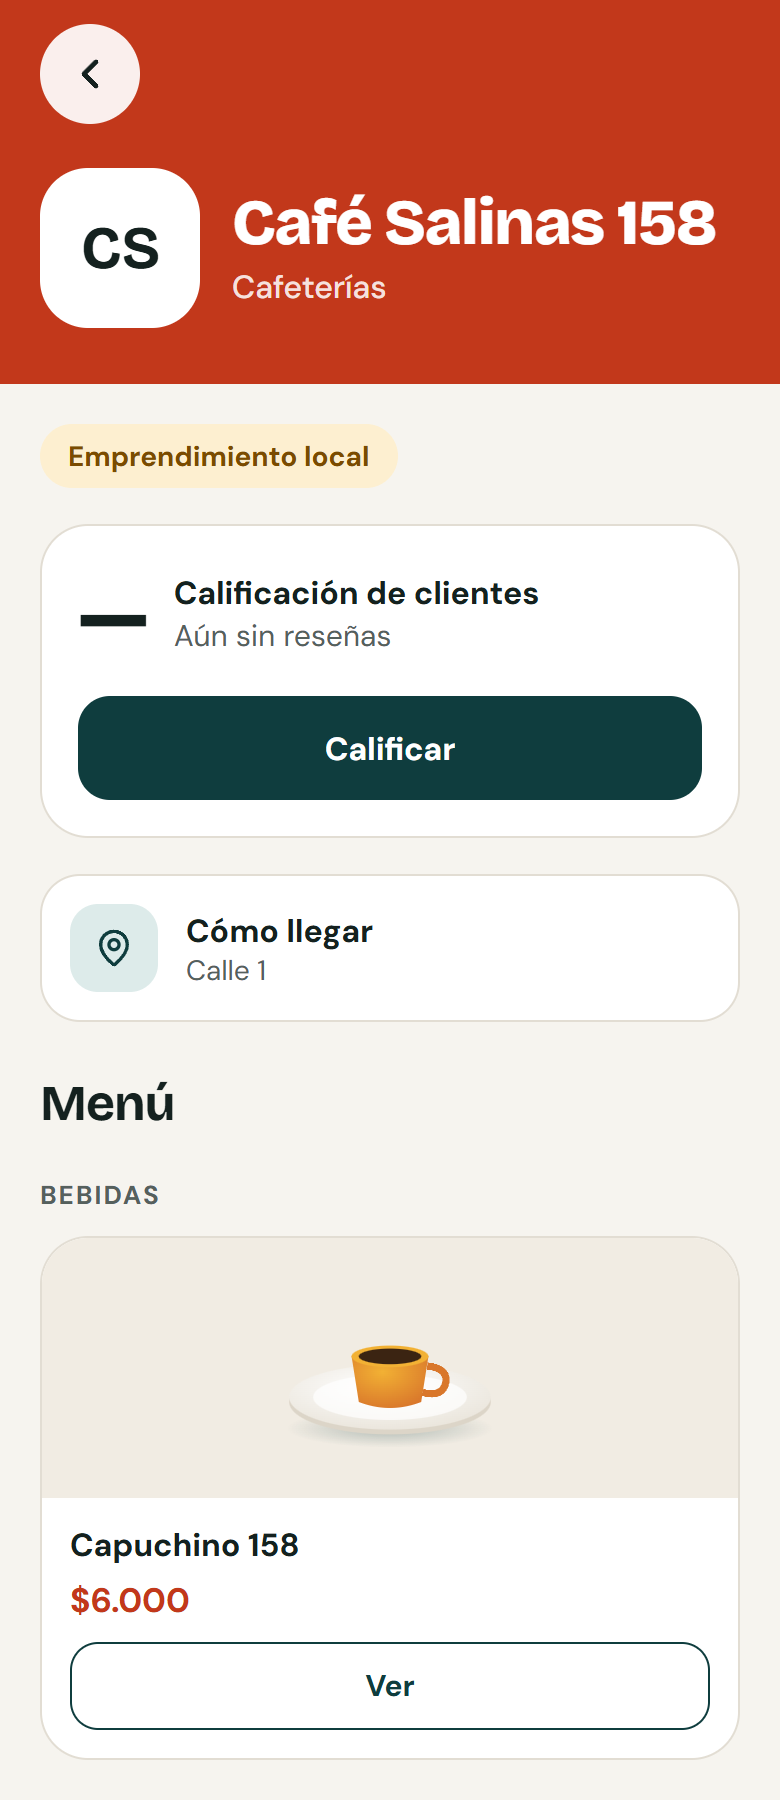 CS
Café Salinas 158
Cafeterías
Emprendimiento local
—
Calificación de clientes
Aún sin reseñas
Calificar
Cómo llegar
Calle 1
Menú
BEBIDAS
Capuchino 158
$6.000
Ver